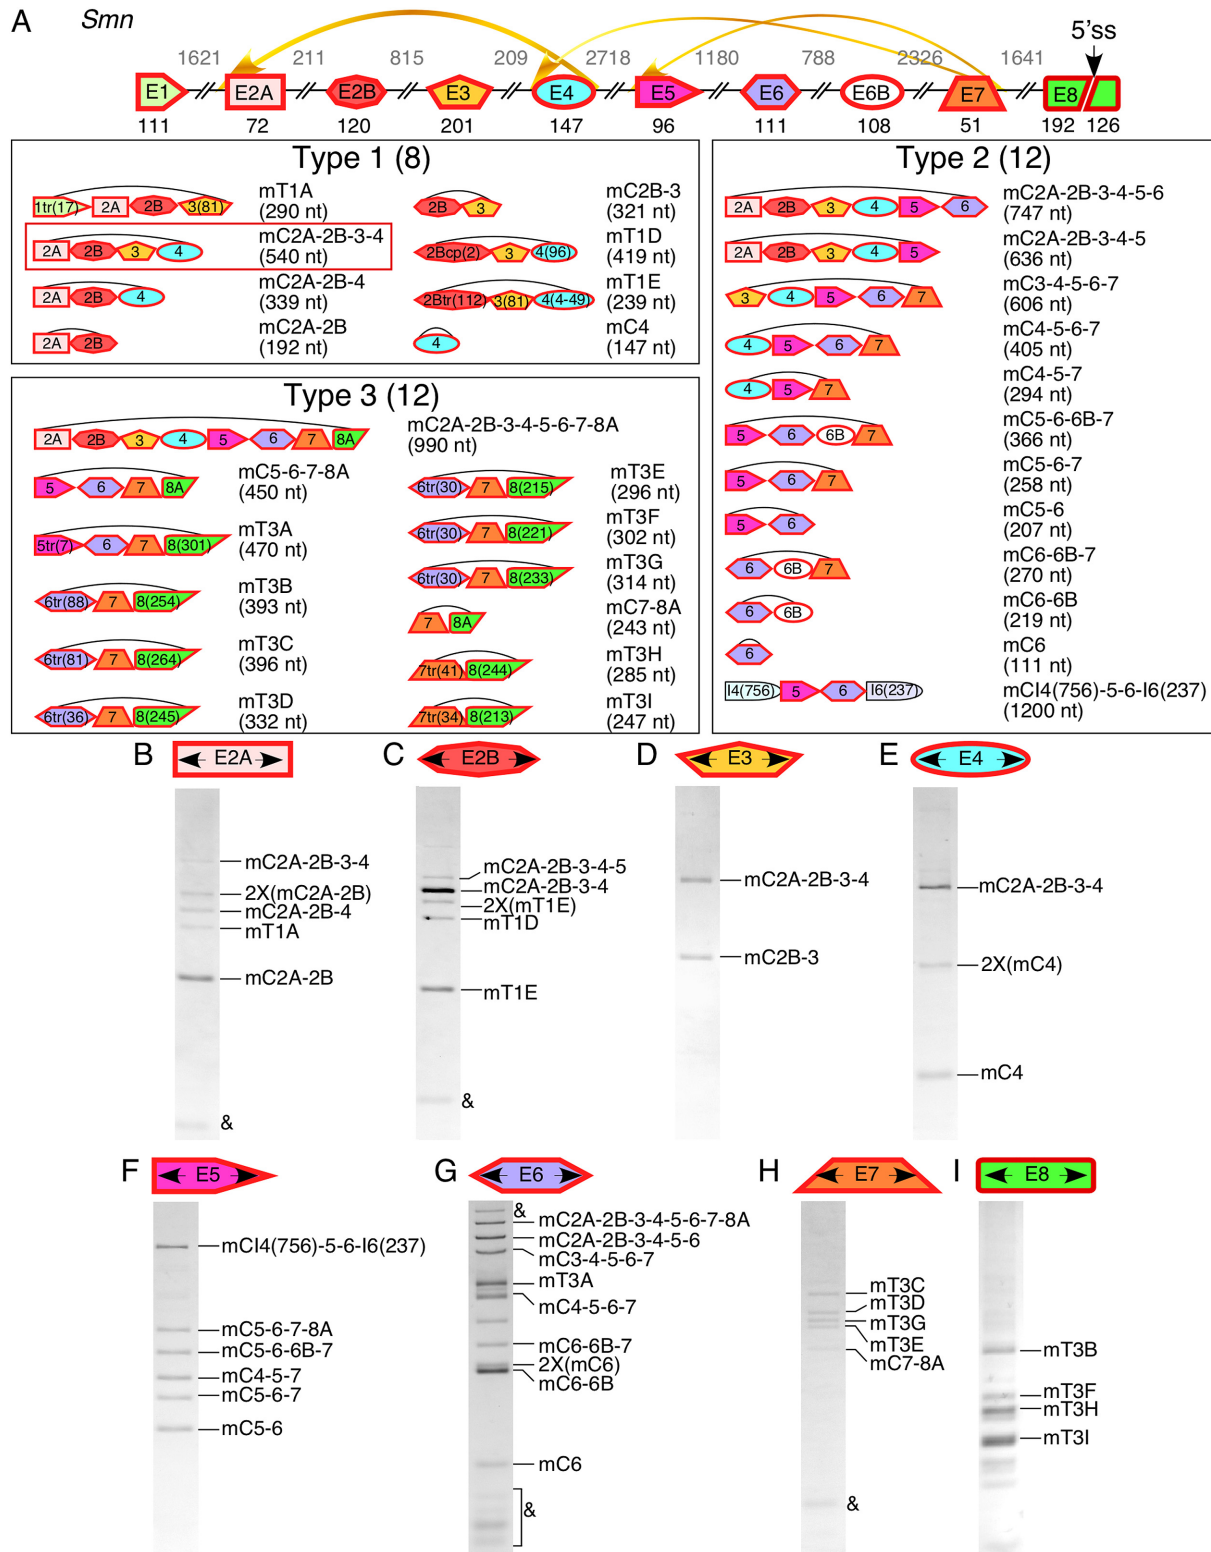 A
Smn
5'ss
1621 211 815 209 2718 1180 788 2326 1641
E1 E2A E2B E3 E4 E5 E6 E6B E7 E8
111 72 120 201 147 96 111 108 51 192 126
Type 1 (8)
1tr(17) 2A 2B 3(81)
mT1A
(290 nt)
2A 2B 3 4
mC2A-2B-3-4
(540 nt)
2A 2B 4
mC2A-2B-4
(339 nt)
2A 2B
mC2A-2B
(192 nt)
2B 3
mC2B-3
(321 nt)
2Bcp(2) 3 4(96)
mT1D
(419 nt)
2Btr(112) 3(81) 4(4-49)
mT1E
(239 nt)
4
mC4
(147 nt)
Type 2 (12)
2A 2B 3 4 5 6
mC2A-2B-3-4-5-6
(747 nt)
2A 2B 3 4 5
mC2A-2B-3-4-5
(636 nt)
3 4 5 6 7
mC3-4-5-6-7
(606 nt)
4 5 6 7
mC4-5-6-7
(405 nt)
4 5 7
mC4-5-7
(294 nt)
5 6 6B 7
mC5-6-6B-7
(366 nt)
5 6 7
mC5-6-7
(258 nt)
5 6
mC5-6
(207 nt)
6 6B 7
mC6-6B-7
(270 nt)
6 6B
mC6-6B
(219 nt)
6
mC6
(111 nt)
I4(756) 5 6 I6(237)
mCI4(756)-5-6-I6(237)
(1200 nt)
Type 3 (12)
2A 2B 3 4 5 6 7 8A
mC2A-2B-3-4-5-6-7-8A
(990 nt)
5 6 7 8A
mC5-6-7-8A
(450 nt)
5tr(7) 6 7 8(301)
mT3A
(470 nt)
6tr(88) 7 8(254)
mT3B
(393 nt)
6tr(81) 7 8(264)
mT3C
(396 nt)
6tr(36) 7 8(245)
mT3D
(332 nt)
6tr(30) 7 8(215)
mT3E
(296 nt)
6tr(30) 7 8(221)
mT3F
(302 nt)
6tr(30) 7 8(233)
mT3G
(314 nt)
7 8A
mC7-8A
(243 nt)
7tr(41) 8(244)
mT3H
(285 nt)
7tr(34) 8(213)
mT3I
(247 nt)
B
E2A
mC2A-2B-3-4
2X(mC2A-2B)
mC2A-2B-4
mT1A
mC2A-2B
&
C
E2B
mC2A-2B-3-4-5
mC2A-2B-3-4
2X(mT1E)
mT1D
mT1E
&
D
E3
mC2A-2B-3-4
mC2B-3
E
E4
mC2A-2B-3-4
2X(mC4)
mC4
F
E5
mCI4(756)-5-6-I6(237)
mC5-6-7-8A
mC5-6-6B-7
mC4-5-7
mC5-6-7
mC5-6
G
E6
&
mC2A-2B-3-4-5-6-7-8A
mC2A-2B-3-4-5-6
mC3-4-5-6-7
mT3A
mC4-5-6-7
mC6-6B-7
2X(mC6)
mC6-6B
mC6
&
H
E7
mT3C
mT3D
mT3G
mT3E
mC7-8A
&
I
E8
mT3B
mT3F
mT3H
mT3I